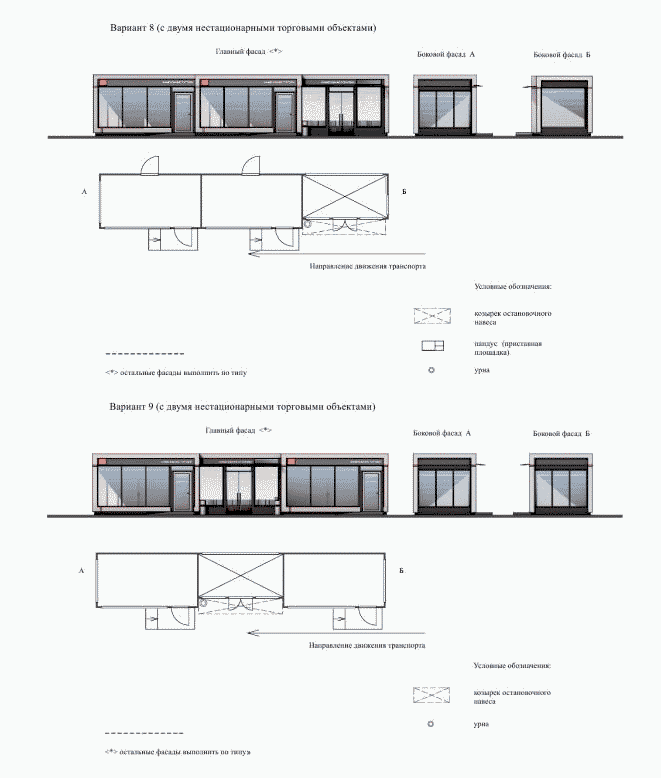 Вариант 8 (с двумя нестационарными торговыми объектами)
Главный фасад <*>
Боковой фасад А
Боковой фасад Б
А
Б
Направление движения транспорта
Условные обозначения:
козырек остановочного
навеса
пандус (приставная
площадка)
урна
<*> остальные фасады выполнить по типу
Вариант 9 (с двумя нестационарными торговыми объектами)
Главный фасад <*>
Боковой фасад А
Боковой фасад Б
А
Б
Направление движения транспорта
Условные обозначения:
козырек остановочного
навеса
урна
<*> остальные фасады выполнить по типу»